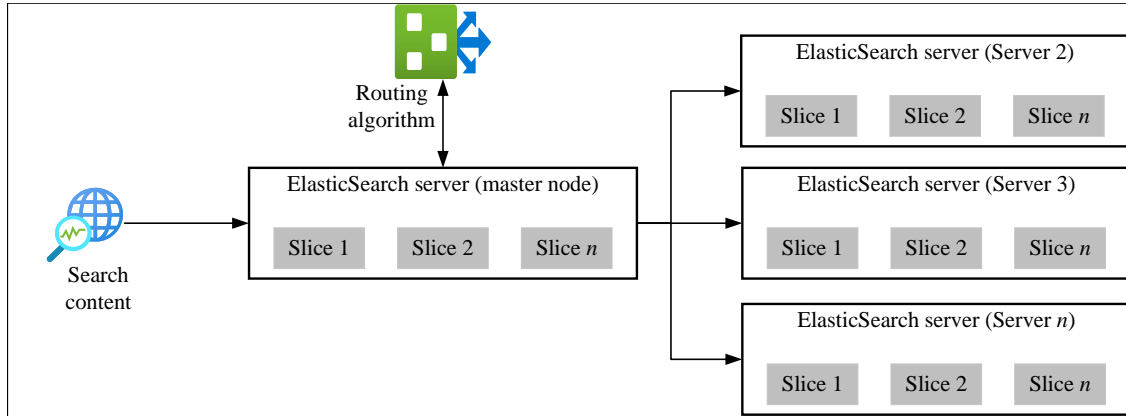 Routing
algorithm
Search
content
ElasticSearch server (master node)
Slice 1 Slice 2 Slice n
ElasticSearch server (Server 2)
Slice 1 Slice 2 Slice n
ElasticSearch server (Server 3)
Slice 1 Slice 2 Slice n
ElasticSearch server (Server n)
Slice 1 Slice 2 Slice n